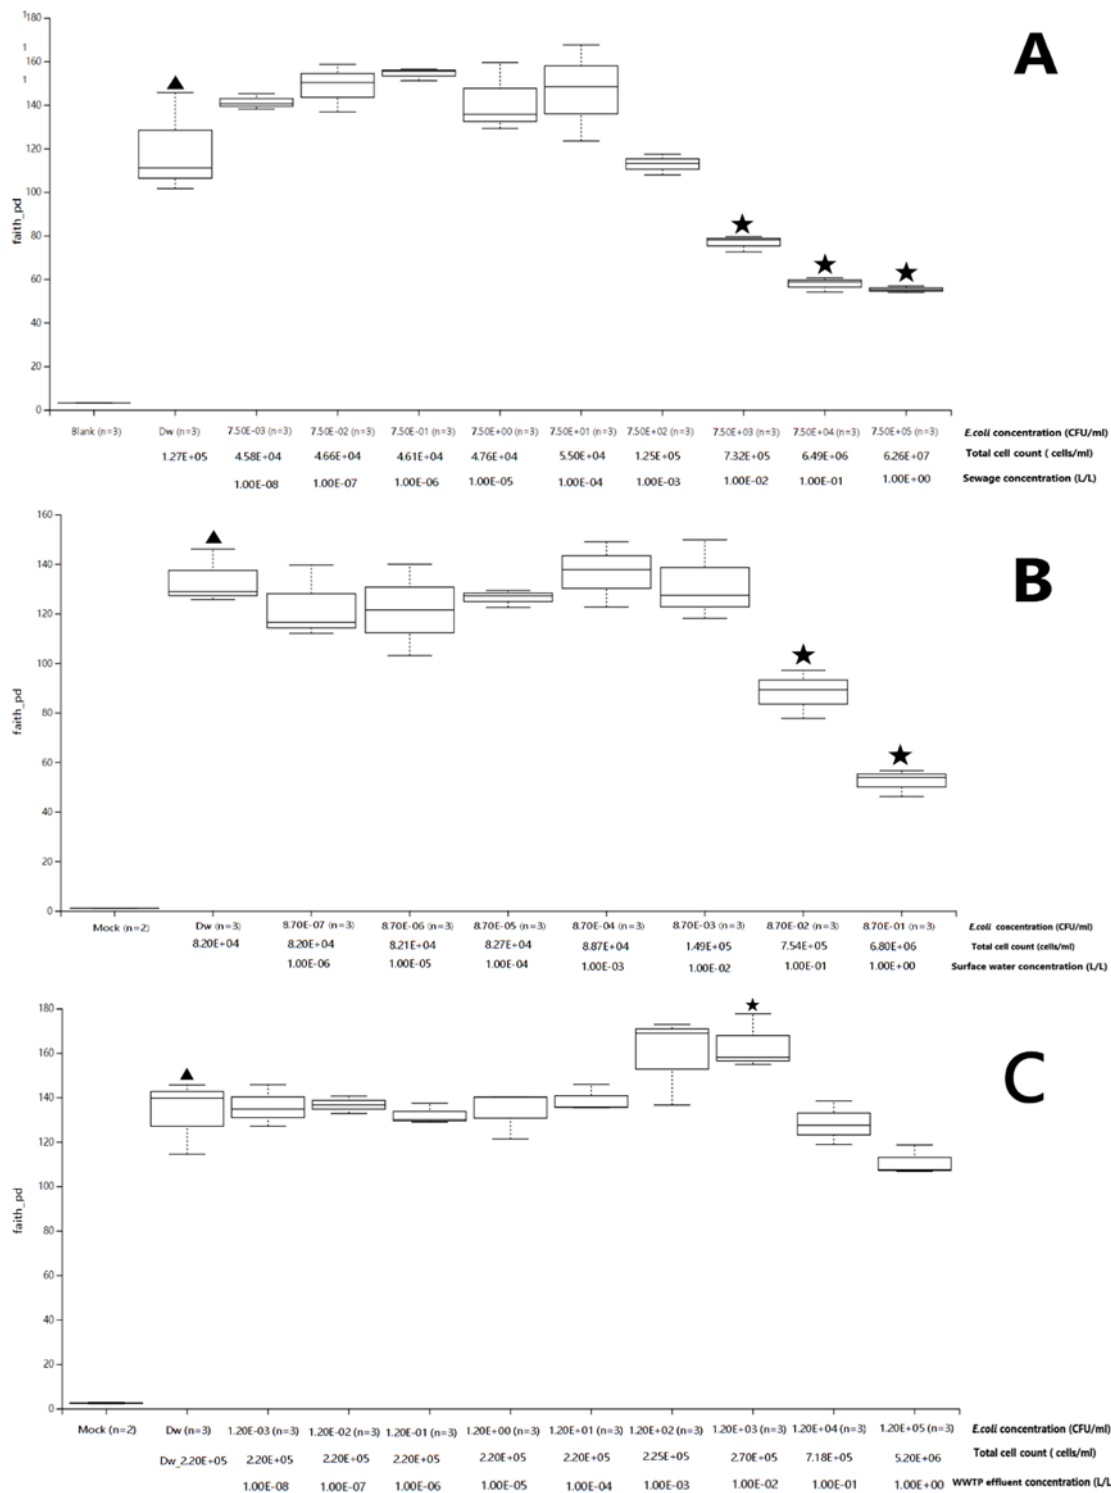 A
180
1
1
160
140
120
100
80
60
40
20
0
faith_pd
Blank (n=3) Dw (n=3) 7.50E-03 (n=3) 7.50E-02 (n=3) 7.50E-01 (n=3) 7.50E+00 (n=3) 7.50E+01 (n=3) 7.50E+02 (n=3) 7.50E+03 (n=3) 7.50E+04 (n=3) 7.50E+05 (n=3) E.coli concentration (CFU/ml)
1.27E+05 4.58E+04 4.66E+04 4.61E+04 4.76E+04 5.50E+04 1.25E+05 7.32E+05 6.49E+06 6.26E+07 Total cell count ( cells/ml)
1.00E-08 1.00E-07 1.00E-06 1.00E-05 1.00E-04 1.00E-03 1.00E-02 1.00E-01 1.00E+00 Sewage concentration (L/L)
B
160
140
120
100
80
60
40
20
0
faith_pd
Mock (n=2) Dw (n=3) 8.70E-07 (n=3) 8.70E-06 (n=3) 8.70E-05 (n=3) 8.70E-04 (n=3) 8.70E-03 (n=3) 8.70E-02 (n=3) 8.70E-01 (n=3) E.coli concentration (CFU/ml)
8.20E+04 8.20E+04 8.21E+04 8.27E+04 8.87E+04 1.49E+05 7.54E+05 6.80E+06 Total cell count (cells/ml)
1.00E-06 1.00E-05 1.00E-04 1.00E-03 1.00E-02 1.00E-01 1.00E+00 Surface water concentration (L/L)
C
180
160
140
120
100
80
60
40
20
0
faith_pd
Mock (n=2) Dw (n=3) 1.20E-03 (n=3) 1.20E-02 (n=3) 1.20E-01 (n=3) 1.20E+00 (n=3) 1.20E+01 (n=3) 1.20E+02 (n=3) 1.20E+03 (n=3) 1.20E+04 (n=3) 1.20E+05 (n=3) E.coli concentration (CFU/ml)
Dw_2.20E+05 2.20E+05 2.20E+05 2.20E+05 2.20E+05 2.20E+05 2.25E+05 2.70E+05 7.18E+05 5.20E+06 Total cell count ( cells/ml)
1.00E-08 1.00E-07 1.00E-06 1.00E-05 1.00E-04 1.00E-03 1.00E-02 1.00E-01 1.00E+00 WWTP effluent concentration (L/L